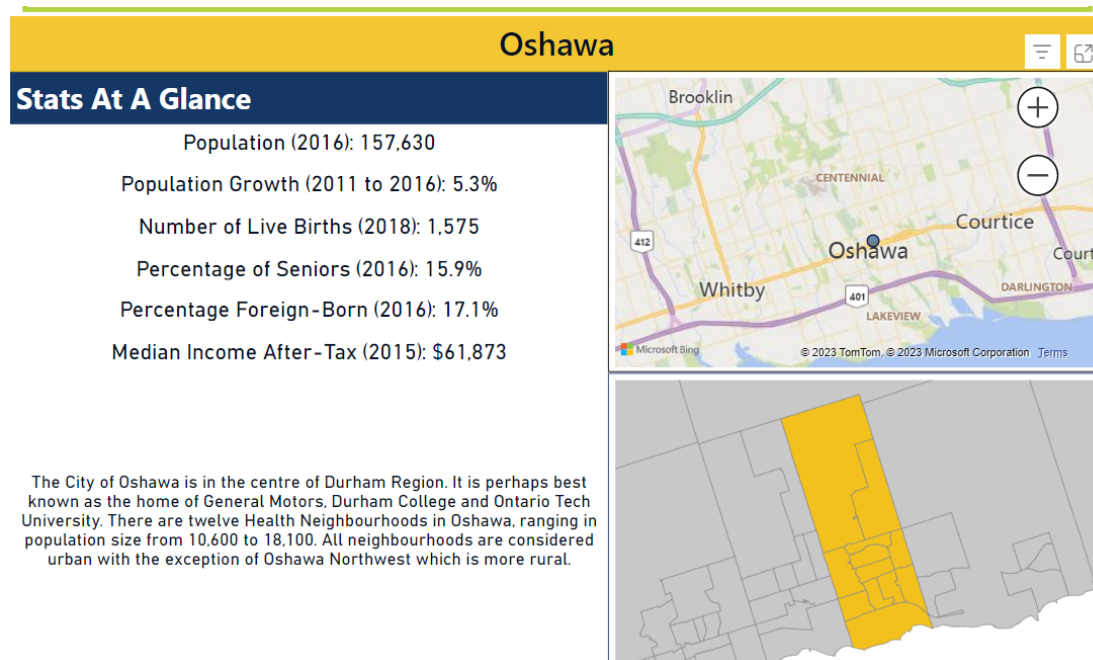 Oshawa
Stats At A Glance
Population (2016): 157,630
Population Growth (2011 to 2016): 5.3%
Number of Live Births (2018): 1,575
Percentage of Seniors (2016): 15.9%
Percentage Foreign-Born (2016): 17.1%
Median Income After-Tax (2015): $61,873
The City of Oshawa is in the centre of Durham Region. It is perhaps best
known as the home of General Motors, Durham College and Ontario Tech
University. There are twelve Health Neighbourhoods in Oshawa, ranging in
population size from 10,600 to 18,100. All neighbourhoods are considered
urban with the exception of Oshawa Northwest which is more rural.
Brooklin
CENTENNIAL
412
Courtice
Oshawa
Court
Whitby
401
DARLINGTON
LAKEVIEW
Microsoft Bing
© 2023 TomTom, © 2023 Microsoft Corporation Terms